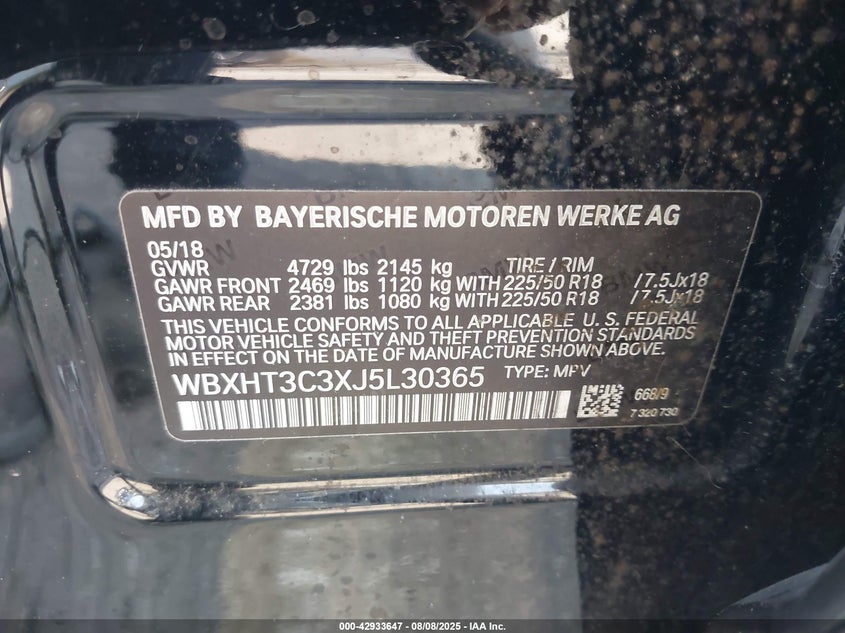 MFD BY BAYERISCHE MOTOREN WERKE AG
05/18
GVWR 4729 lbs 2145 kg TIRE / RIM
GAWR FRONT 2469 lbs 1120 kg WITH 225/50 R18 /7.5Jx18
GAWR REAR 2381 lbs 1080 kg WITH 225/50 R18 /7.5Jx18
THIS VEHICLE CONFORMS TO ALL APPLICABLE U. S. FEDERAL
MOTOR VEHICLE SAFETY AND THEFT PREVENTION STANDARDS
IN EFFECT ON THE DATE OF MANUFACTURE SHOWN ABOVE.
WBXHT3C3XJ5L30365 TYPE: MPV
668/9
7 320 730
000-42933647 - 08/08/2025 - IAA Inc.